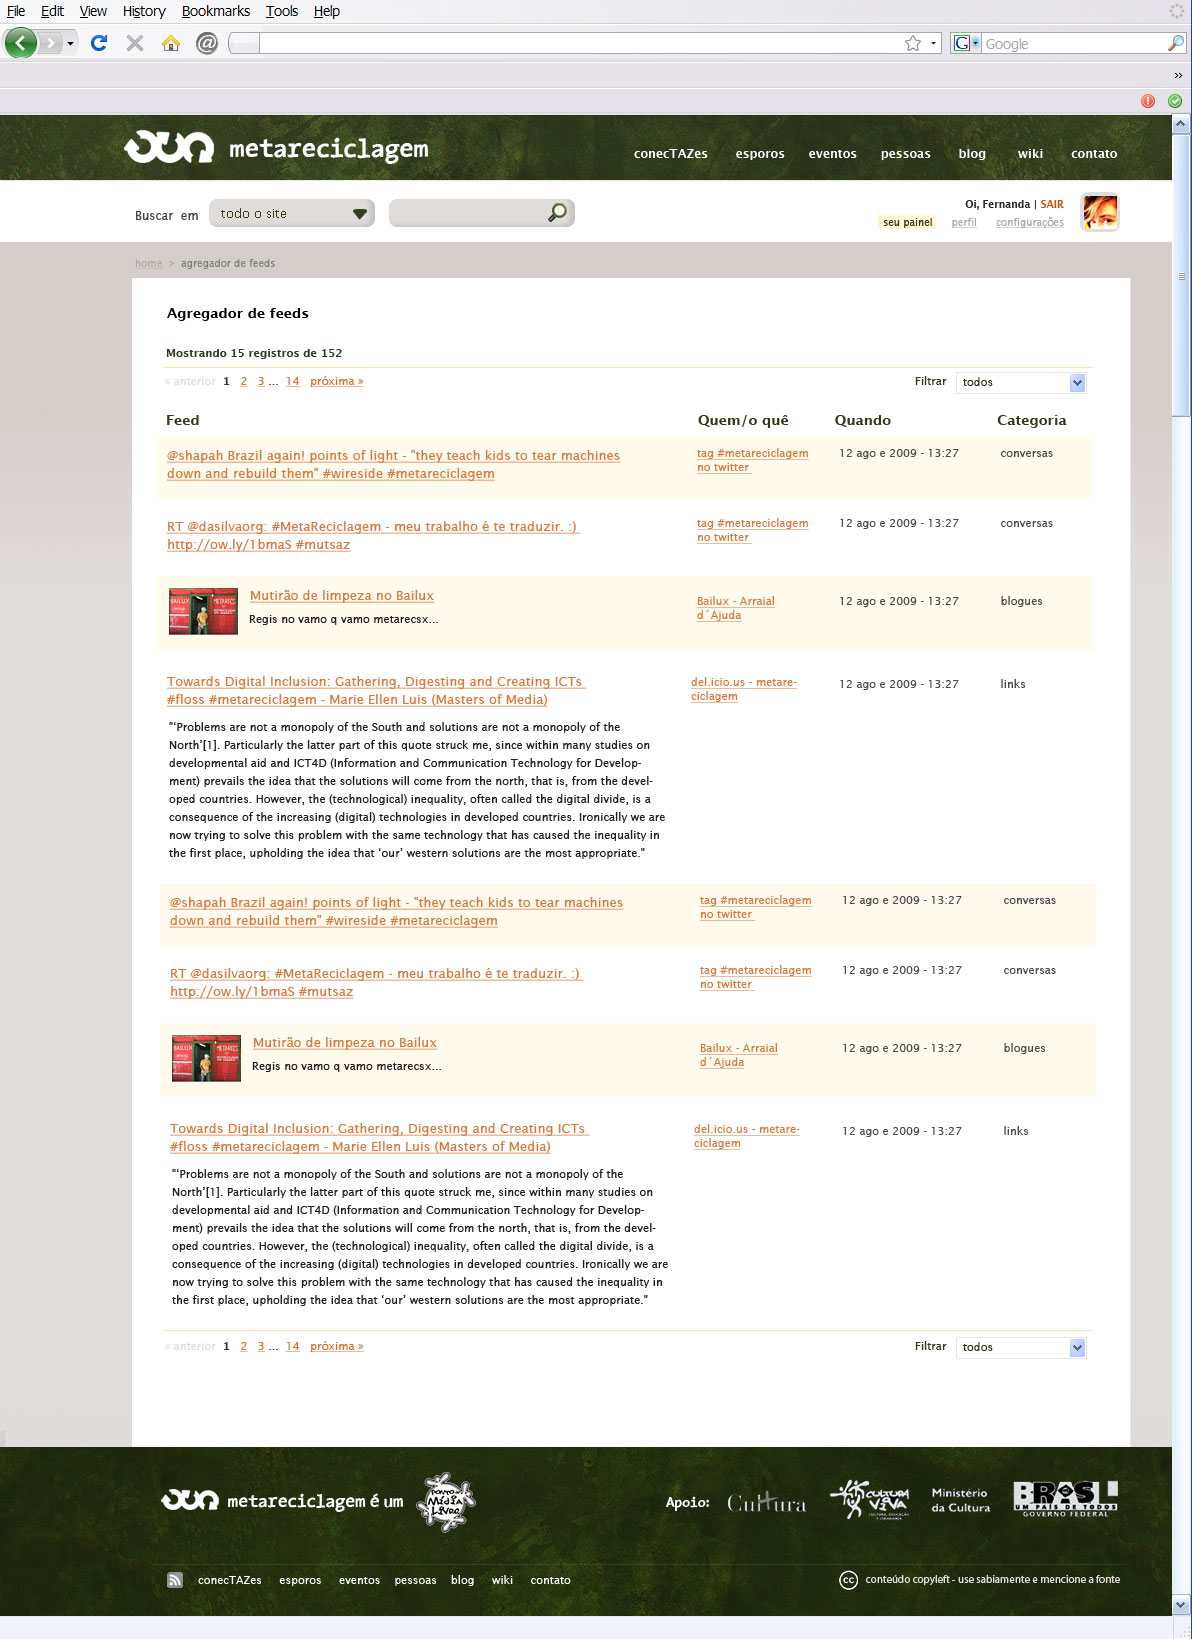 File Edit View History Bookmarks Tools Help
Google
metareciclagem
conecTAZes esporos eventos pessoas blog wiki contato
Buscar em todo o site
Oi, Fernanda | SAIR
seu painel perfil configurações
home > agregador de feeds
Agregador de feeds
Mostrando 15 registros de 152
« anterior 1 2 3 ... 14 próxima » Filtrar todos
Feed Quem/o quê Quando Categoria
@shapah Brazil again! points of light - "they teach kids to tear machines
down and rebuild them" #wireside #metareciclagem
tag #metareciclagem
no twitter
12 ago e 2009 - 13:27 conversas
RT @dasilvaorg: #MetaReciclagem - meu trabalho é te traduzir. :)
http://ow.ly/1bmaS #mutsaz
tag #metareciclagem
no twitter
12 ago e 2009 - 13:27 conversas
BAILUX METARECS
Mutirão de limpeza no Bailux
Regis no vamo q vamo metarecsx...
Bailux - Arraial
d´Ajuda
12 ago e 2009 - 13:27 blogues
Towards Digital Inclusion: Gathering, Digesting and Creating ICTs
#floss #metareciclagem - Marie Ellen Luis (Masters of Media)
del.icio.us - metare-
ciclagem
12 ago e 2009 - 13:27 links
"‘Problems are not a monopoly of the South and solutions are not a monopoly of the
North’[1]. Particularly the latter part of this quote struck me, since within many studies on
developmental aid and ICT4D (Information and Communication Technology for Develop-
ment) prevails the idea that the solutions will come from the north, that is, from the devel-
oped countries. However, the (technological) inequality, often called the digital divide, is a
consequence of the increasing (digital) technologies in developed countries. Ironically we are
now trying to solve this problem with the same technology that has caused the inequality in
the first place, upholding the idea that ‘our’ western solutions are the most appropriate."
@shapah Brazil again! points of light - "they teach kids to tear machines
down and rebuild them" #wireside #metareciclagem
tag #metareciclagem
no twitter
12 ago e 2009 - 13:27 conversas
RT @dasilvaorg: #MetaReciclagem - meu trabalho é te traduzir. :)
http://ow.ly/1bmaS #mutsaz
tag #metareciclagem
no twitter
12 ago e 2009 - 13:27 conversas
BAILUX METARECS
Mutirão de limpeza no Bailux
Regis no vamo q vamo metarecsx...
Bailux - Arraial
d´Ajuda
12 ago e 2009 - 13:27 blogues
Towards Digital Inclusion: Gathering, Digesting and Creating ICTs
#floss #metareciclagem - Marie Ellen Luis (Masters of Media)
del.icio.us - metare-
ciclagem
12 ago e 2009 - 13:27 links
"‘Problems are not a monopoly of the South and solutions are not a monopoly of the
North’[1]. Particularly the latter part of this quote struck me, since within many studies on
developmental aid and ICT4D (Information and Communication Technology for Develop-
ment) prevails the idea that the solutions will come from the north, that is, from the devel-
oped countries. However, the (technological) inequality, often called the digital divide, is a
consequence of the increasing (digital) technologies in developed countries. Ironically we are
now trying to solve this problem with the same technology that has caused the inequality in
the first place, upholding the idea that ‘our’ western solutions are the most appropriate."
« anterior 1 2 3 ... 14 próxima » Filtrar todos
metareciclagem é um
Ponto Mídia Livre
Apoio: Cultura
CULTURA VIVA
Ministério
da Cultura
BRASIL
UM PAÍS DE TODOS
GOVERNO FEDERAL
conecTAZes esporos eventos pessoas blog wiki contato
cc conteúdo copyleft - use sabiamente e mencione a fonte